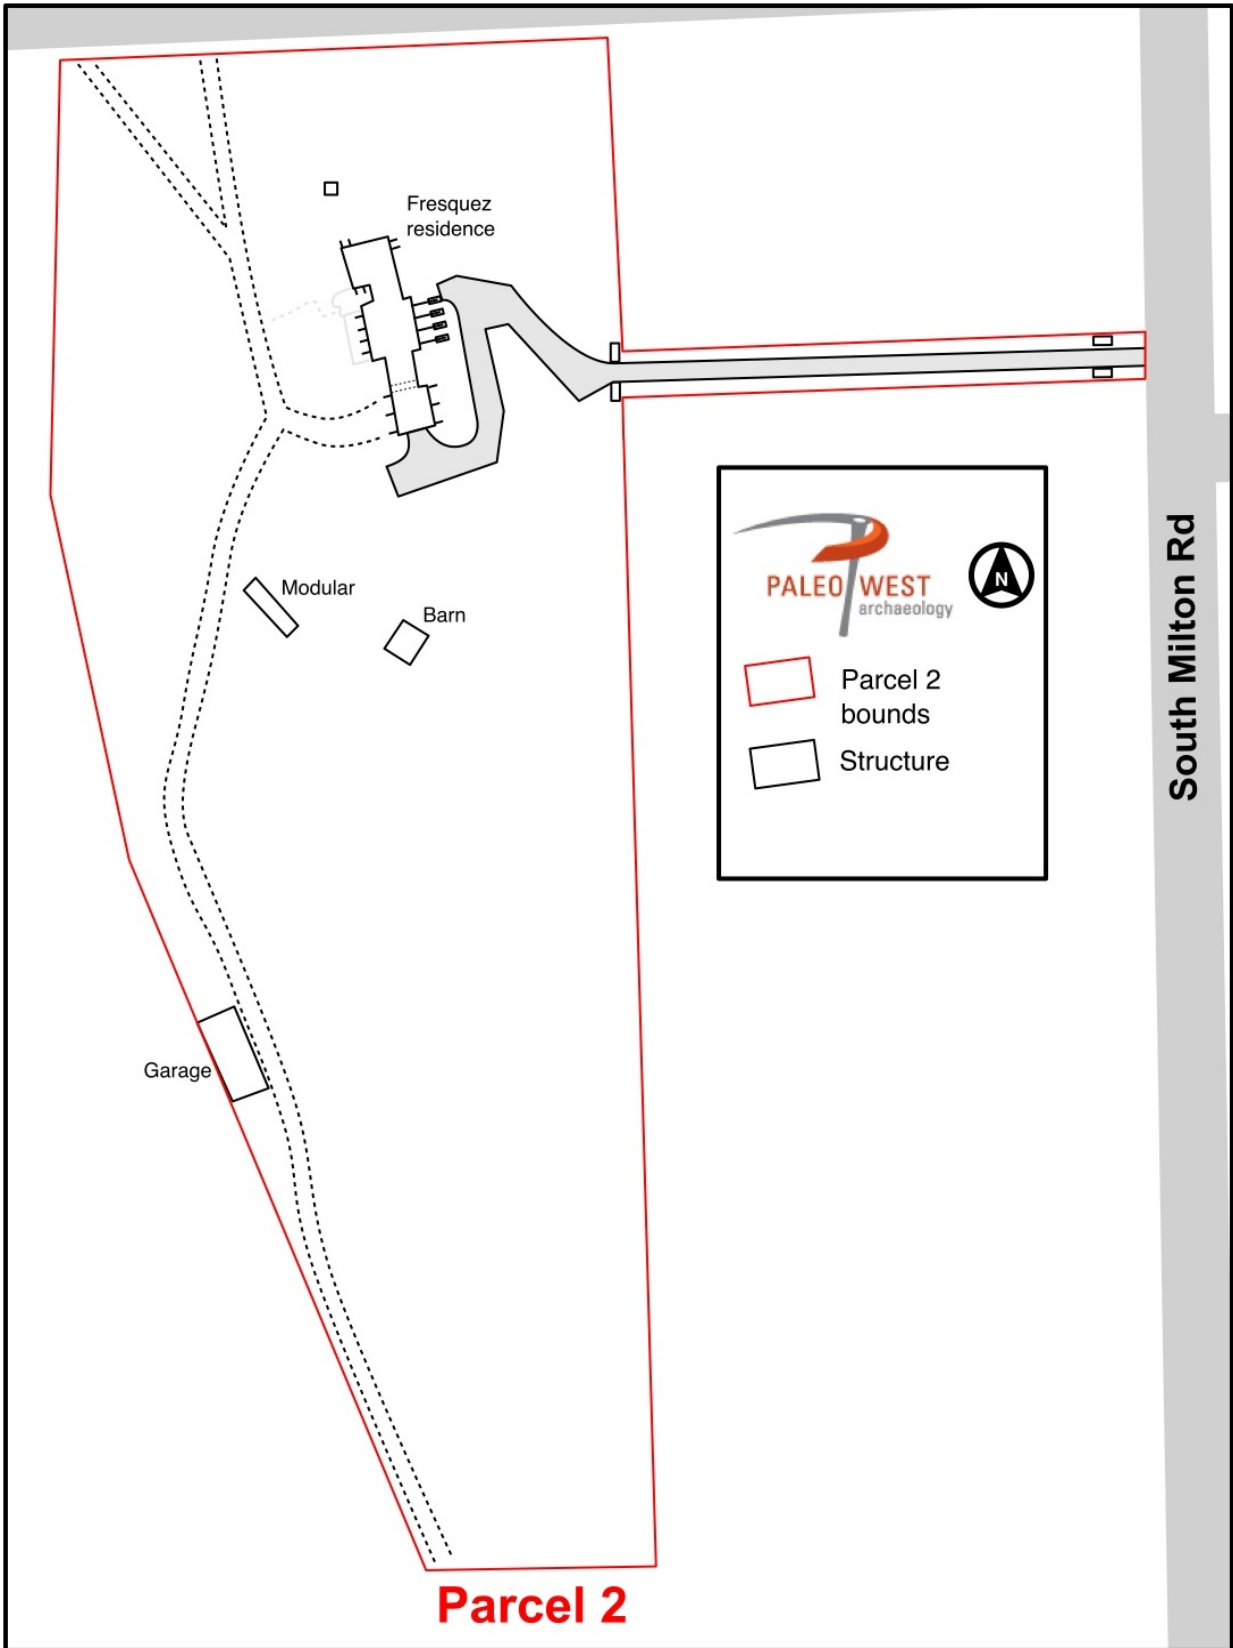 Fresquez
residence
Modular
Barn
Garage
PALEO WEST
archaeology
N
Parcel 2
bounds
Structure
South Milton Rd
Parcel 2